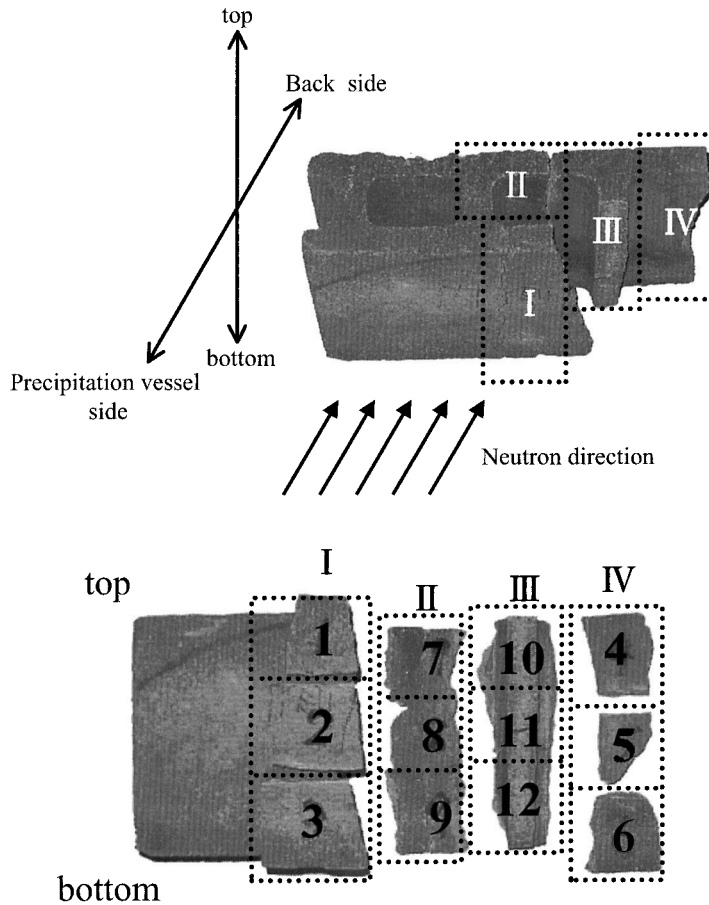 top
Back side
II
III
IV
I
bottom
Precipitation vessel
side
Neutron direction
top
I
II
III
IV
1
7
10
4
2
8
11
5
3
9
12
6
bottom